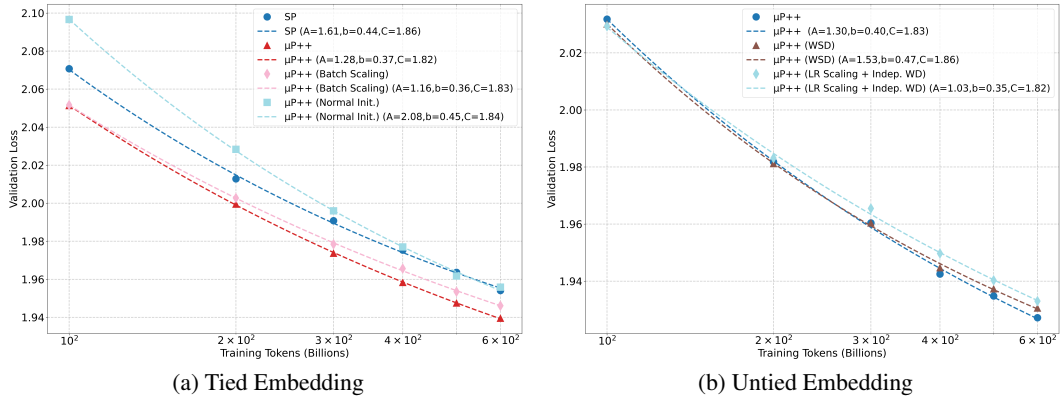 2.10
2.08
2.06
2.04
2.02
2.00
1.98
1.96
1.94
Validation Loss
SP
SP (A=1.61,b=0.44,C=1.86)
μP++
μP++ (A=1.28,b=0.37,C=1.82)
μP++ (Batch Scaling)
μP++ (Batch Scaling) (A=1.16,b=0.36,C=1.83)
μP++ (Normal Init.)
μP++ (Normal Init.) (A=2.08,b=0.45,C=1.84)
10² 2 × 10² 3 × 10² 4 × 10² 6 × 10²
Training Tokens (Billions)
(a) Tied Embedding
2.02
2.00
1.98
1.96
1.94
Validation Loss
μP++
μP++ (A=1.30,b=0.40,C=1.83)
μP++ (WSD)
μP++ (WSD) (A=1.53,b=0.47,C=1.86)
μP++ (LR Scaling + Indep. WD)
μP++ (LR Scaling + Indep. WD) (A=1.03,b=0.35,C=1.82)
10² 2 × 10² 3 × 10² 4 × 10² 6 × 10²
Training Tokens (Billions)
(b) Untied Embedding